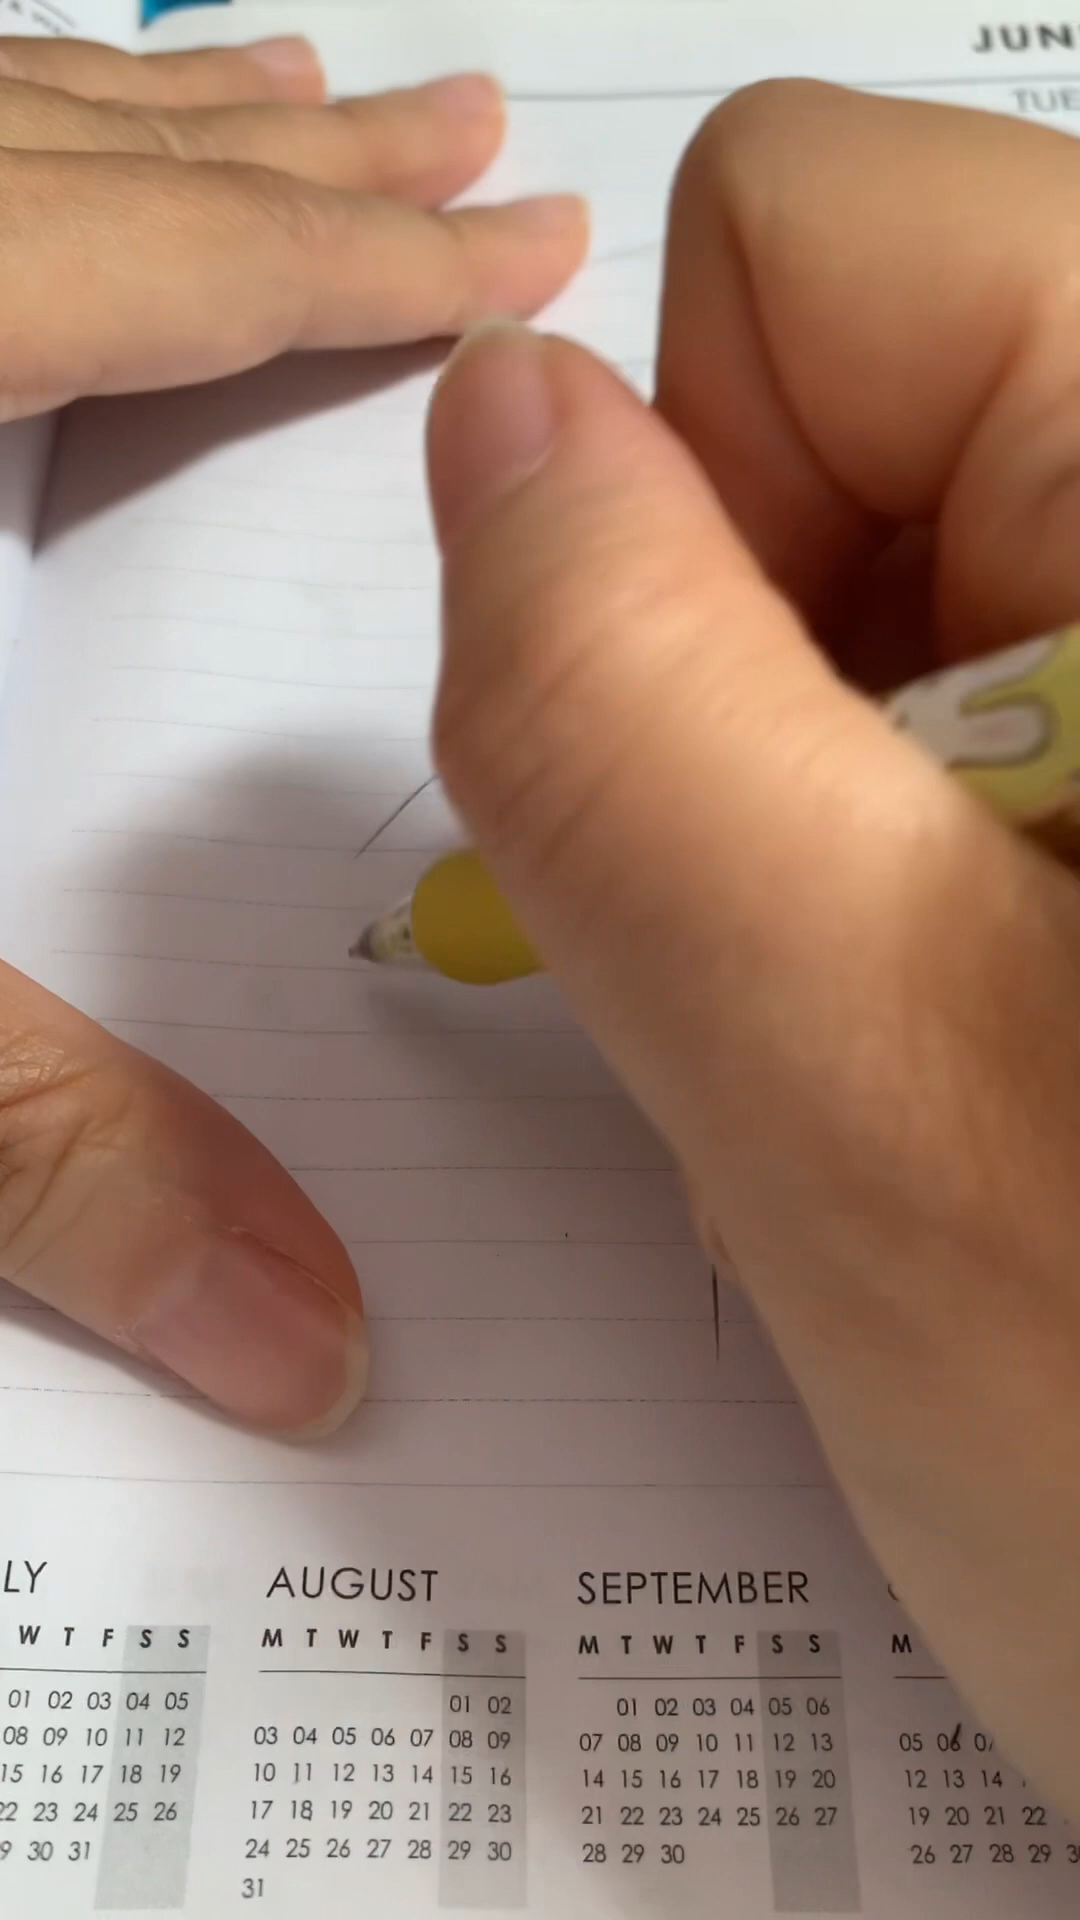 JUN
TUE
LY
W T F S S
01 02 03 04 05
08 09 10 11 12
15 16 17 18 19
22 23 24 25 26
9 30 31
AUGUST
M T W T F S S
01 02
03 04 05 06 07 08 09
10 11 12 13 14 15 16
17 18 19 20 21 22 23
24 25 26 27 28 29 30
31
SEPTEMBER
M T W T F S S
01 02 03 04 05 06
07 08 09 10 11 12 13
14 15 16 17 18 19 20
21 22 23 24 25 26 27
28 29 30
M
05 06
12 13 14
19 20 21 22
26 27 28 29